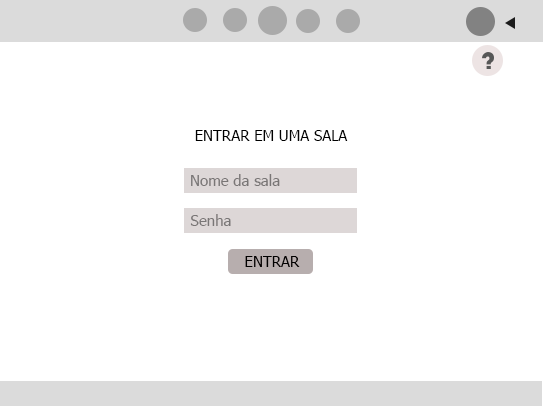 ?
ENTRAR EM UMA SALA
Nome da sala
Senha
ENTRAR